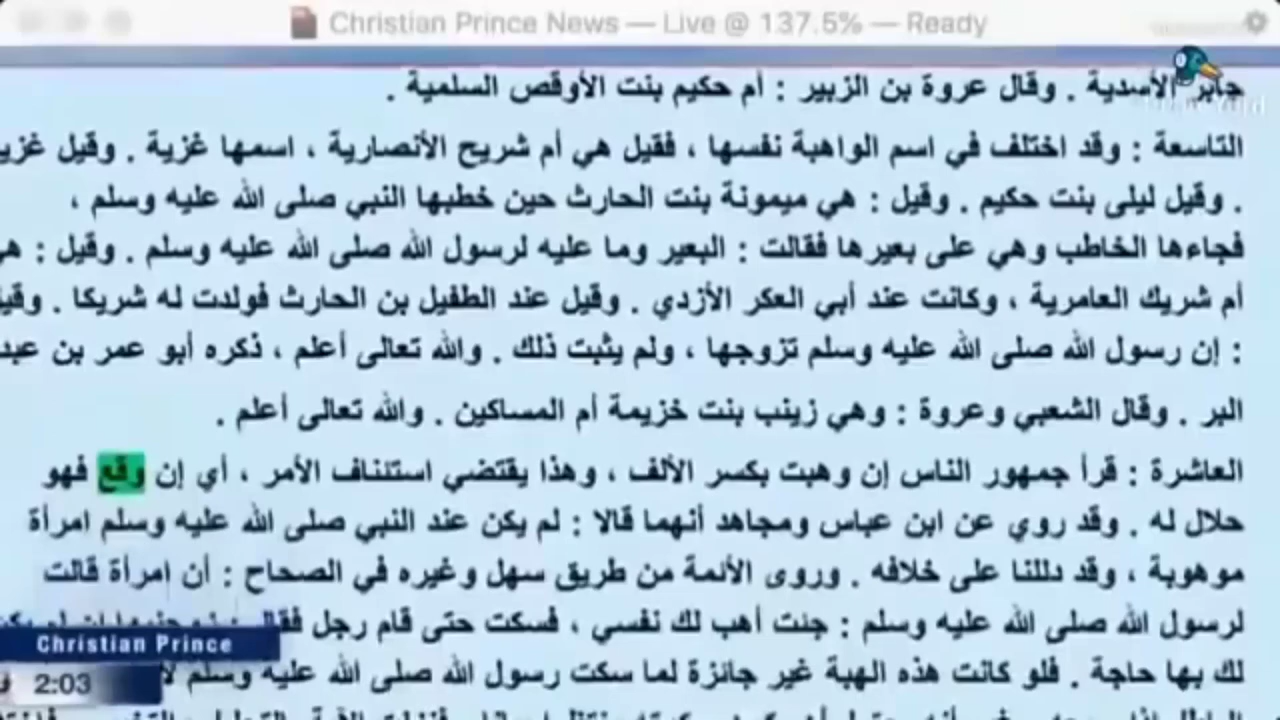 Christian Prince News — Live @ 137.5% — Ready
جابر الأسدية . وقال عروة بن الزبير : أم حكيم بنت الأوقص السلمية .
التاسعة : وقد اختلف في اسم الواهبة نفسها ، فقيل هي أم شريح الأنصارية ، اسمها غزية . وقيل
. وقيل ليلى بنت حكيم . وقيل : هي ميمونة بنت الحارث حين خطبها النبي صلى الله عليه وسلم ،
فجاءها الخاطب وهي على بعيرها فقالت : البعير وما عليه لرسول الله صلى الله عليه وسلم . وقيل :
أم شريك العامرية ، وكانت عند أبي العكر الأزدي . وقيل عند الطفيل بن الحارث فولدت له شريكا .
: إن رسول الله صلى الله عليه وسلم تزوجها ، ولم يثبت ذلك . والله تعالى أعلم ، ذكره أبو عمر بن عبد
البر . وقال الشعبي وعروة : وهي زينب بنت خزيمة أم المساكين . والله تعالى أعلم .
العاشرة : قرأ جمهور الناس إن وهبت بكسر الألف ، وهذا يقتضي استئناف الأمر ، أي إن وقع فهو
حلال له . وقد روي عن ابن عباس ومجاهد أنهما قالا : لم يكن عند النبي صلى الله عليه وسلم امرأة
موهوبة ، وقد دللنا على خلافه . وروى الأئمة من طريق سهل وغيره في الصحاح : أن امرأة قالت
لرسول الله صلى الله عليه وسلم : جئت أهب لك نفسي ، فسكت حتى قام رجل فقال :
لك بها حاجة . فلو كانت هذه الهبة غير جائزة لما سكت رسول الله صلى الله عليه وسلم
Christian Prince
2:03